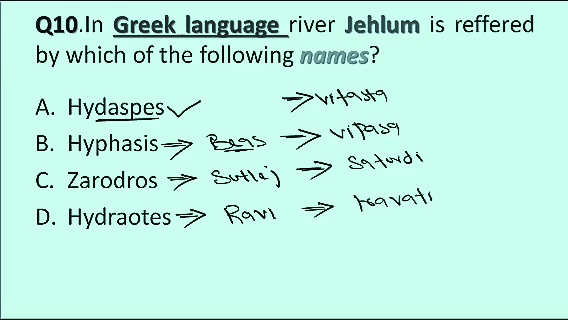 Q10.In Greek language river Jehlum is reffered
by which of the following names?
A. Hydaspes ✓ → vitasta
B. Hyphasis ⇒ Beas → vipasa
C. Zarodros → Sutlej → Saturdi
D. Hydraotes ⇒ Ravi ⇒